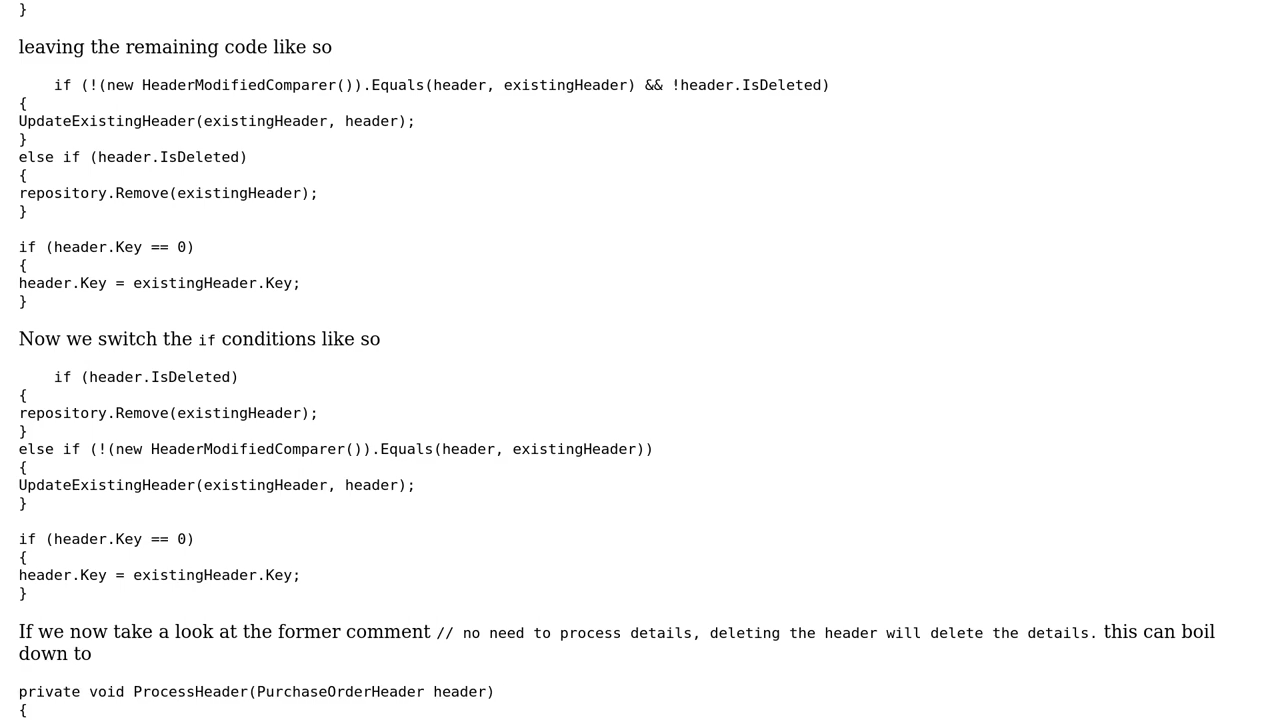 }
leaving the remaining code like so
if (!(new HeaderModifiedComparer()).Equals(header, existingHeader) && !header.IsDeleted)
{
UpdateExistingHeader(existingHeader, header);
}
else if (header.IsDeleted)
{
repository.Remove(existingHeader);
}
if (header.Key == 0)
{
header.Key = existingHeader.Key;
}
Now we switch the if conditions like so
if (header.IsDeleted)
{
repository.Remove(existingHeader);
}
else if (!(new HeaderModifiedComparer()).Equals(header, existingHeader))
{
UpdateExistingHeader(existingHeader, header);
}
if (header.Key == 0)
{
header.Key = existingHeader.Key;
}
If we now take a look at the former comment // no need to process details, deleting the header will delete the details. this can boil
down to
private void ProcessHeader(PurchaseOrderHeader header)
{